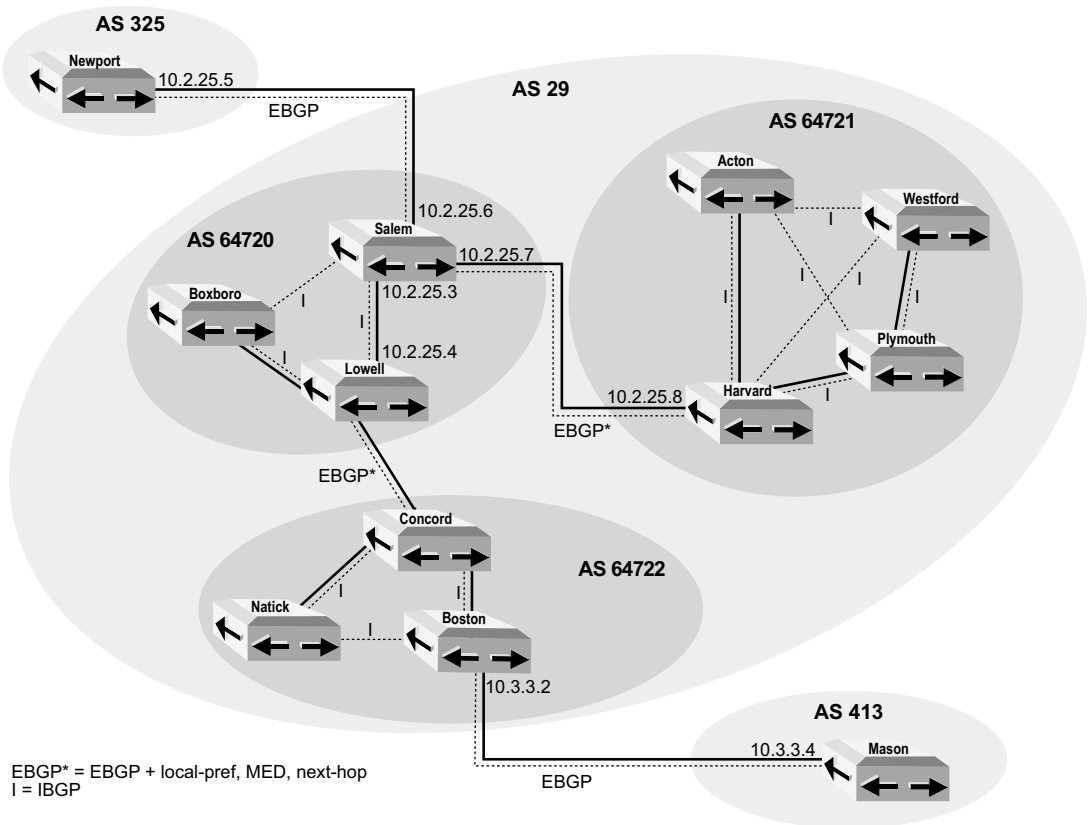 AS 325
Newport
10.2.25.5
EBGP
AS 29
AS 64721
Acton
Westford
I
I
I
I
I
Plymouth
I
Harvard
10.2.25.8
EBGP*
10.2.25.6
Salem
AS 64720
10.2.25.7
10.2.25.3
Boxboro
I
I
10.2.25.4
I
Lowell
EBGP*
Concord
AS 64722
I
I
Natick
Boston
I
10.3.3.2
AS 413
10.3.3.4
Mason
EBGP
EBGP* = EBGP + local-pref, MED, next-hop
I = IBGP